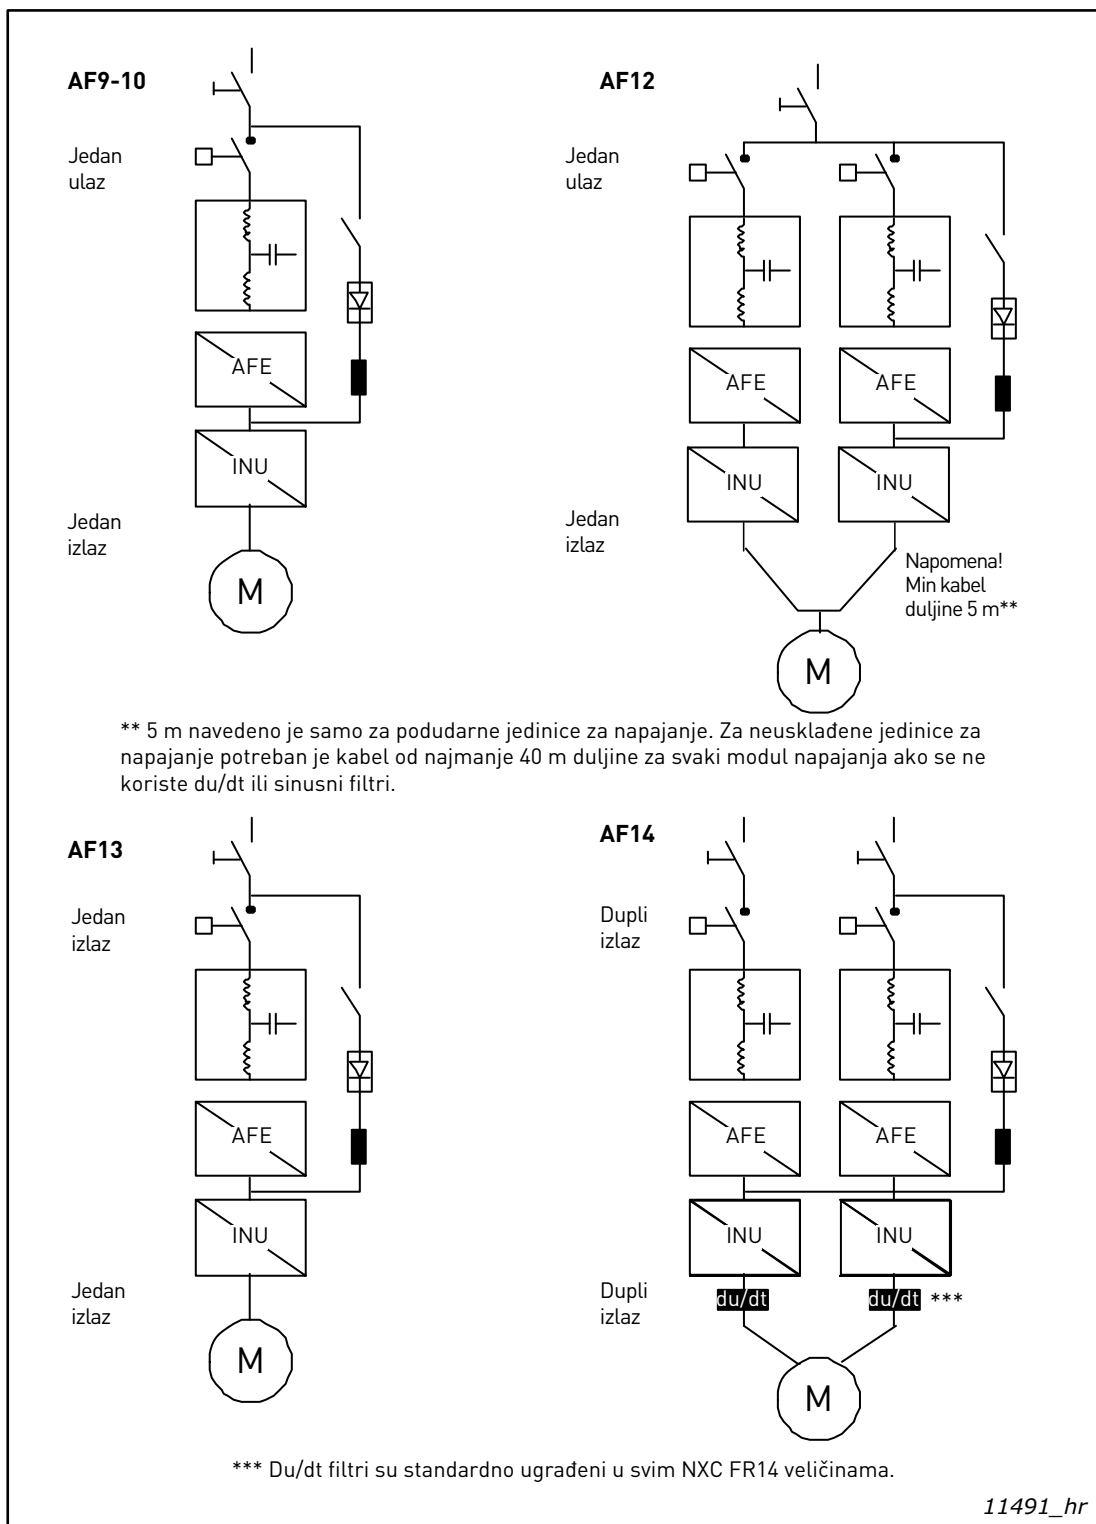 AF9-10
Jedan
ulaz
AFE
INU
Jedan
izlaz
M
AF12
Jedan
ulaz
AFE
AFE
INU
INU
Jedan
izlaz
Napomena!
Min kabel
duljine 5 m**
M
** 5 m navedeno je samo za podudarne jedinice za napajanje. Za neusklađene jedinice za
napajanje potreban je kabel od najmanje 40 m duljine za svaki modul napajanja ako se ne
koriste du/dt ili sinusni filtri.
AF13
Jedan
izlaz
AFE
INU
Jedan
izlaz
M
AF14
Dupli
izlaz
AFE
AFE
INU
INU
Dupli
izlaz
du/dt
du/dt ***
M
*** Du/dt filtri su standardno ugrađeni u svim NXC FR14 veličinama.
11491_hr